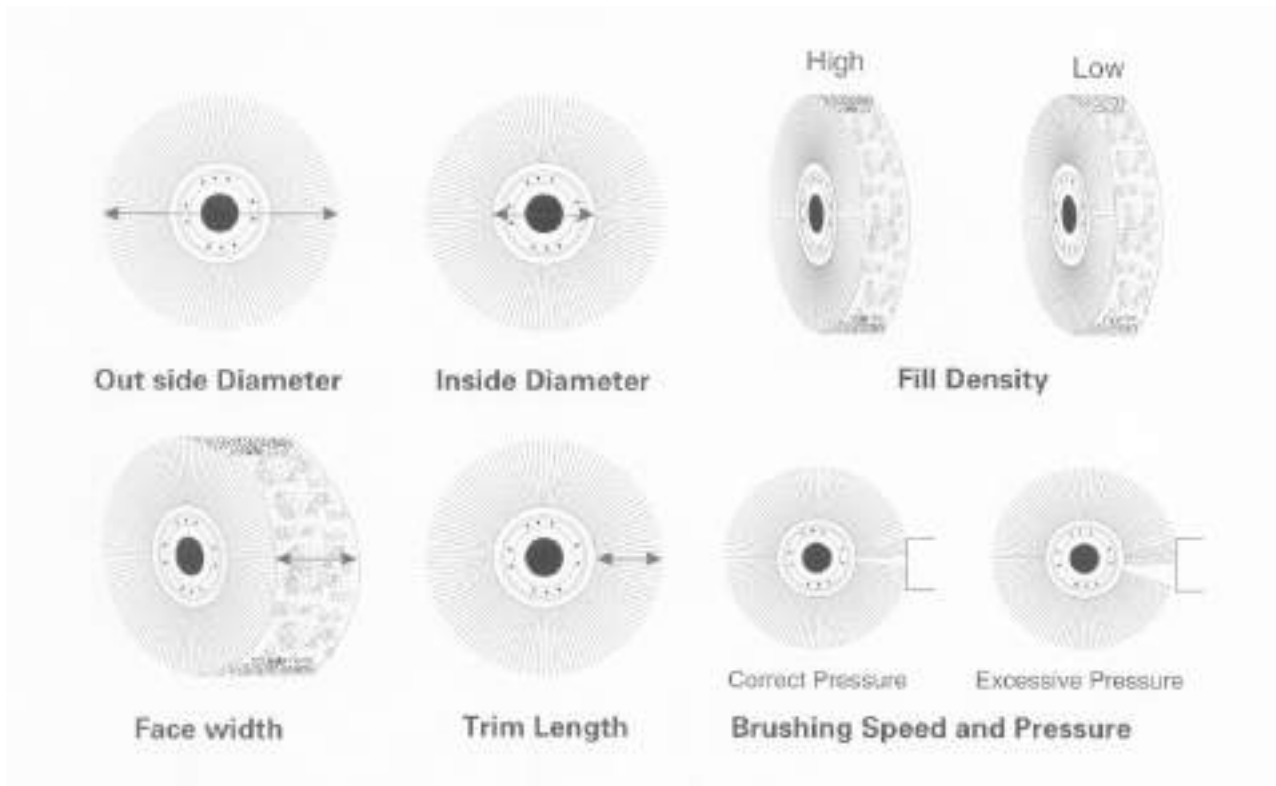 High
Low
Out side Diameter
Inside Diameter
Fill Density
Correct Pressure
Excessive Pressure
Face width
Trim Length
Brushing Speed and Pressure